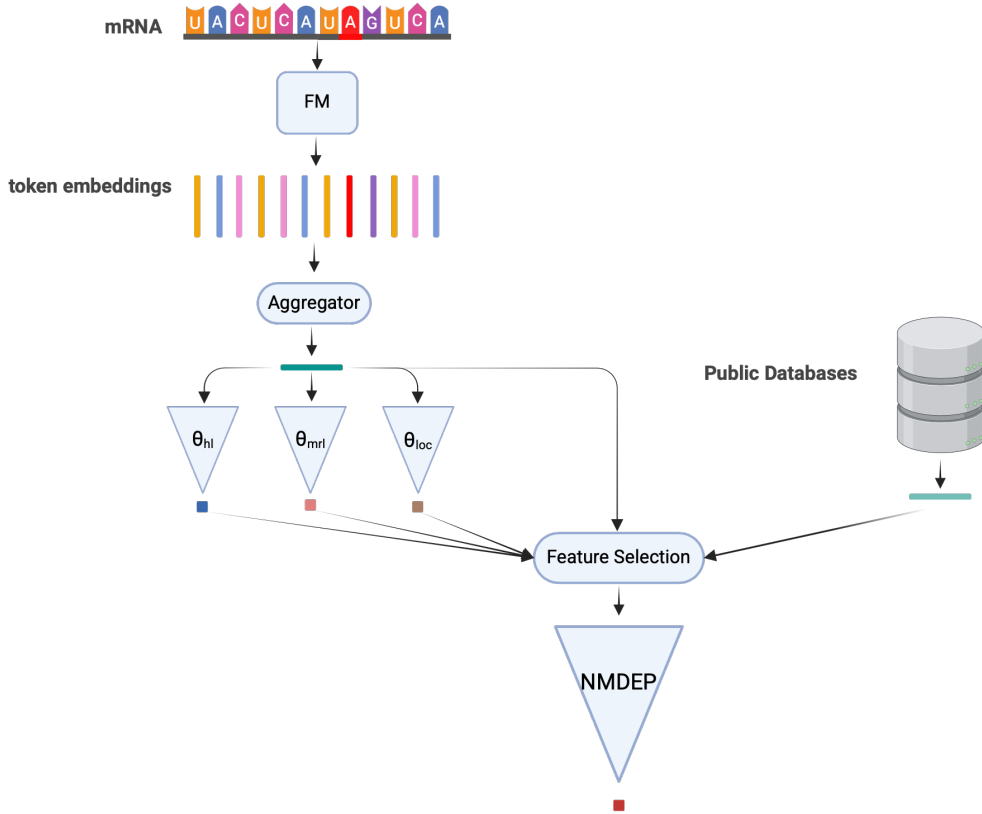 mRNA
U A C U C A U A G U C A
FM
token embeddings
Aggregator
Public Databases
θhl
θmrl
θloc
Feature Selection
NMDEP